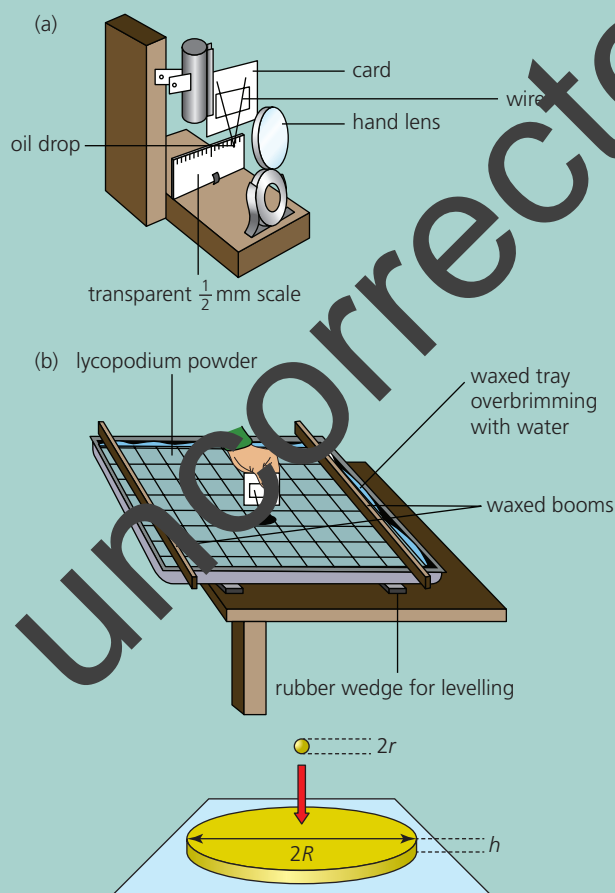 (a)
card
wire
hand lens
oil drop
transparent 1/2 mm scale
(b) lycopodium powder
waxed tray
overbrimming
with water
waxed booms
rubber wedge for levelling
2r
2R
h
uncorrecte